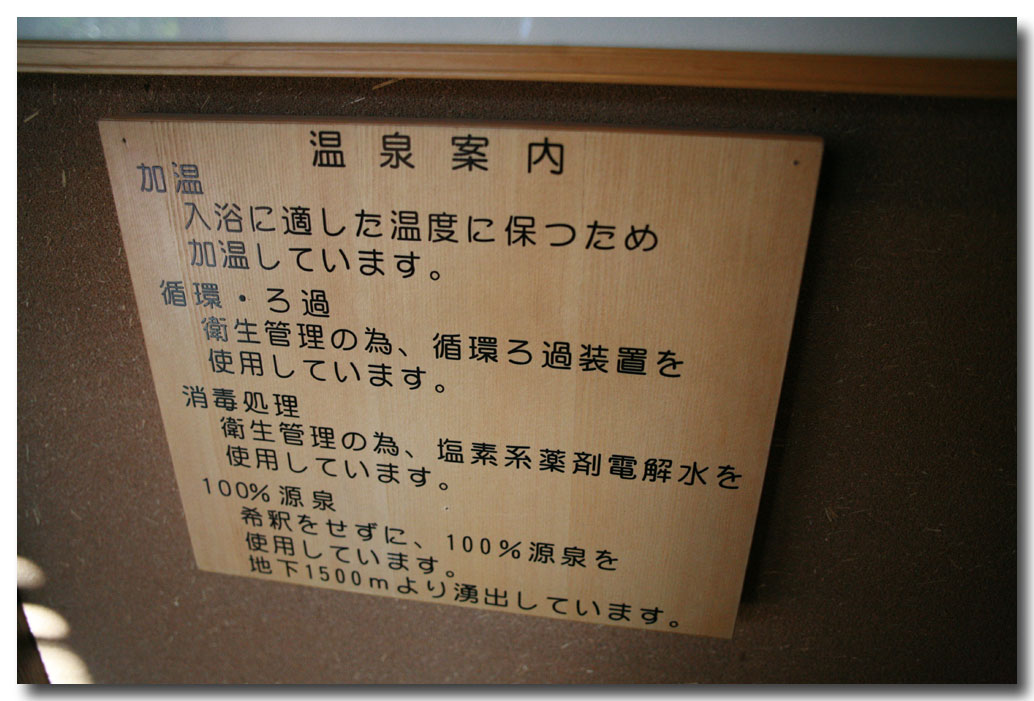 温泉案内
加温
入浴に適した温度に保つため
加温しています。
循環・ろ過
衛生管理の為、循環ろ過装置を
使用しています。
消毒処理
衛生管理の為、塩素系薬剤電解水を
使用しています。
100%源泉
希釈をせずに、100%源泉を
使用しています。
地下1500mより湧出しています。